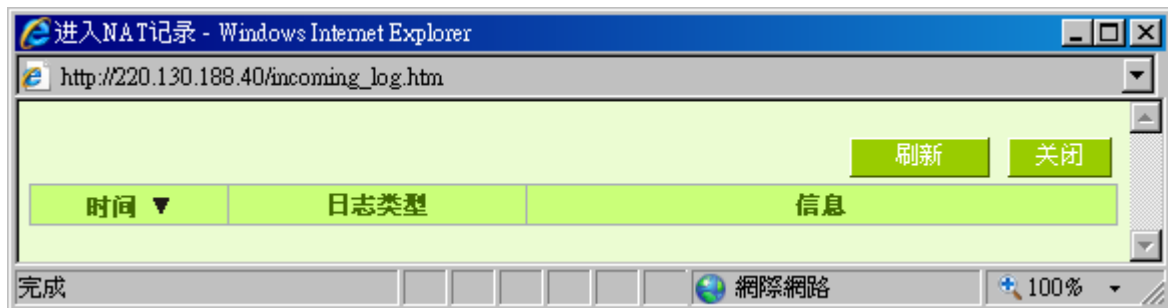 进入NAT记录 - Windows Internet Explorer
http://220.130.188.40/incoming_log.htm
刷新 关闭
时间 ▼ 日志类型 信息
完成 網際網路 100%